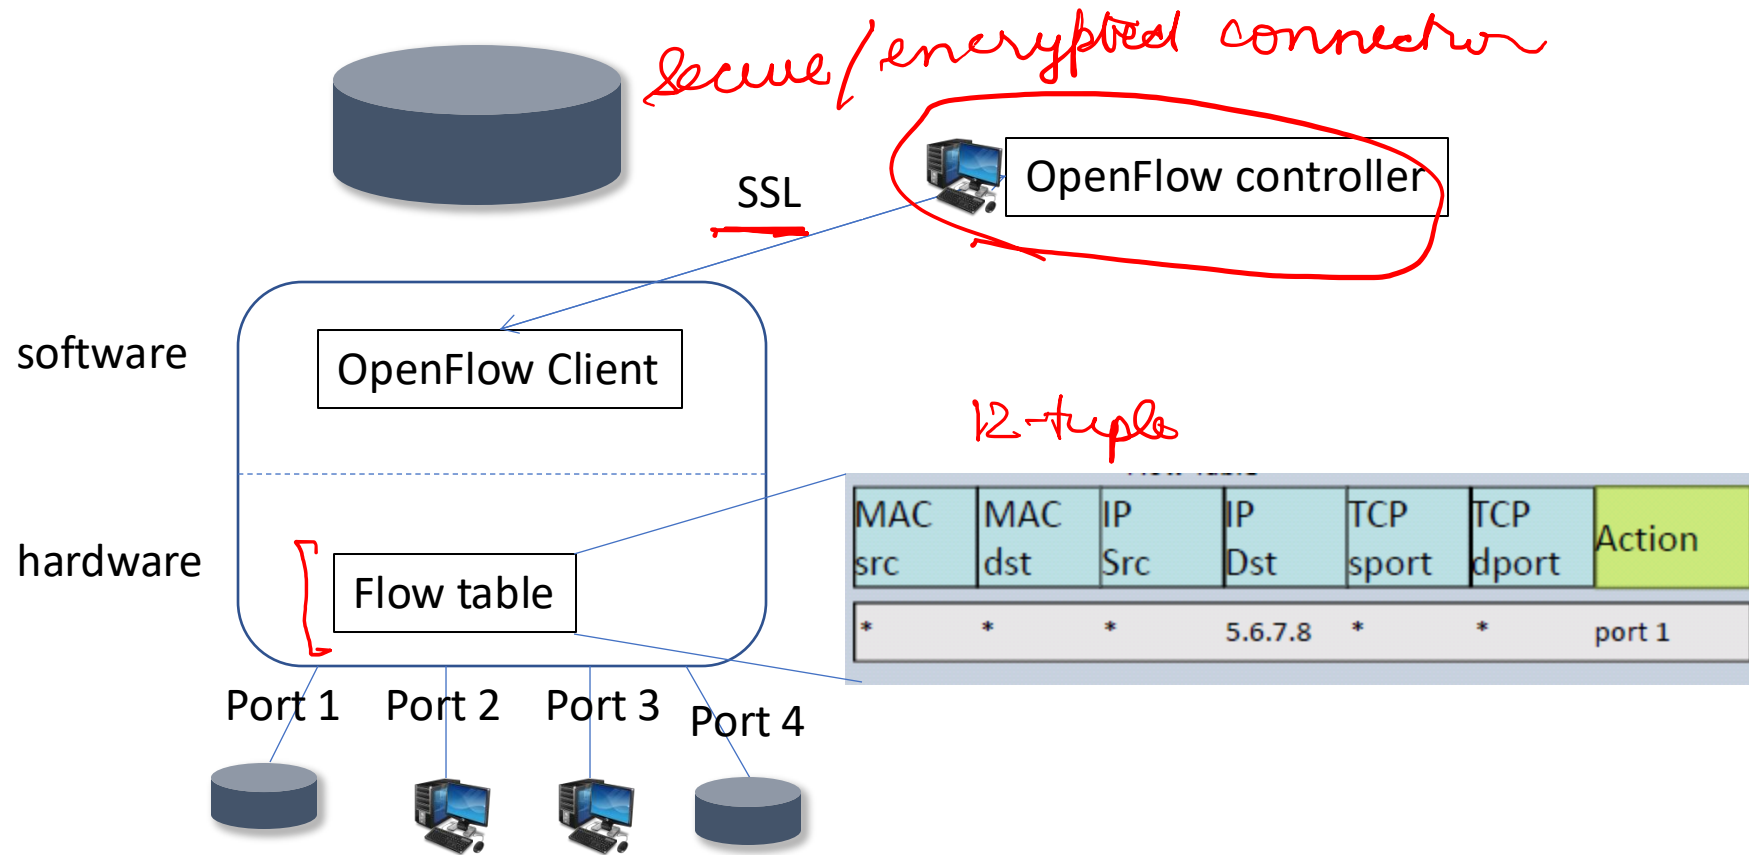 secure/encrypted connection
OpenFlow controller
SSL
software
OpenFlow Client
12-tuple
Flow Table
MAC src MAC dst IP Src IP Dst TCP sport TCP dport Action
* * * 5.6.7.8 * * port 1
hardware
Flow table
Port 1 Port 2 Port 3 Port 4